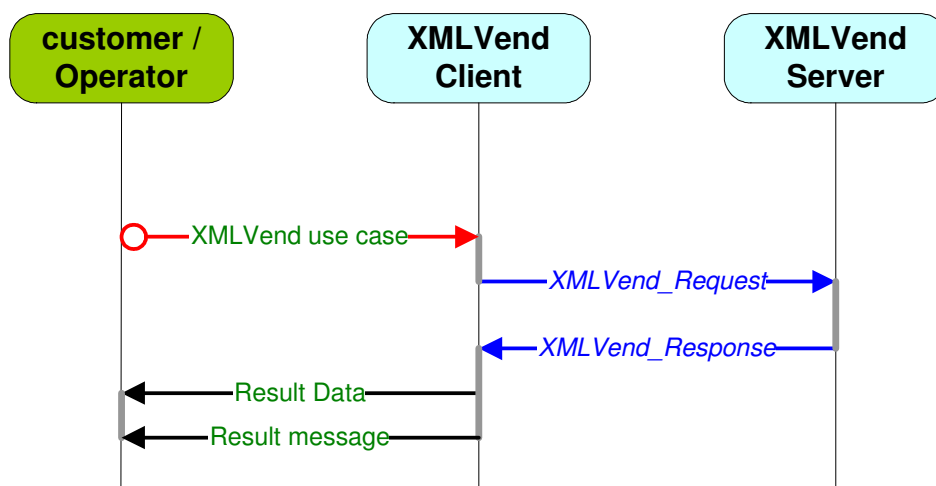 customer /
Operator
XMLVend
Client
XMLVend
Server
XMLVend use case
XMLVend_Request
XMLVend_Response
Result Data
Result message